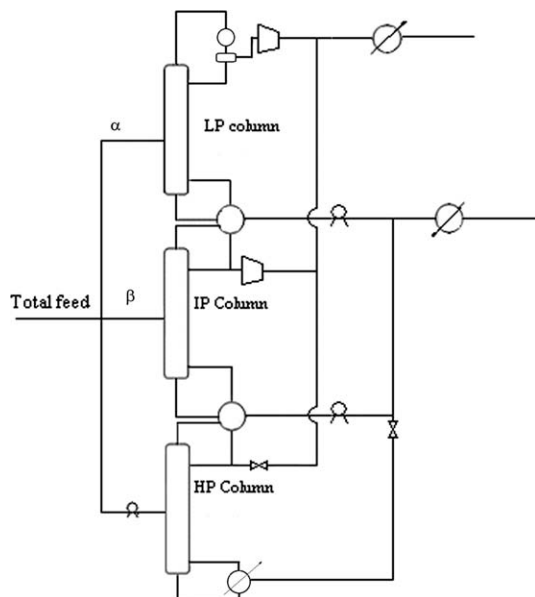 α
LP column
Total feed
β
IP Column
HP Column